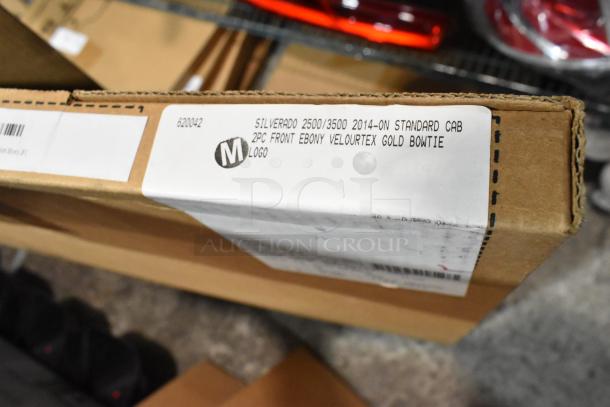 620042
SILVERADO 2500/3500 2014-ON STANDARD CAB
2PC FRONT EBONY VELOURTEX GOLD BOWTIE
M LOGO
PCI
AUCTION GROUP